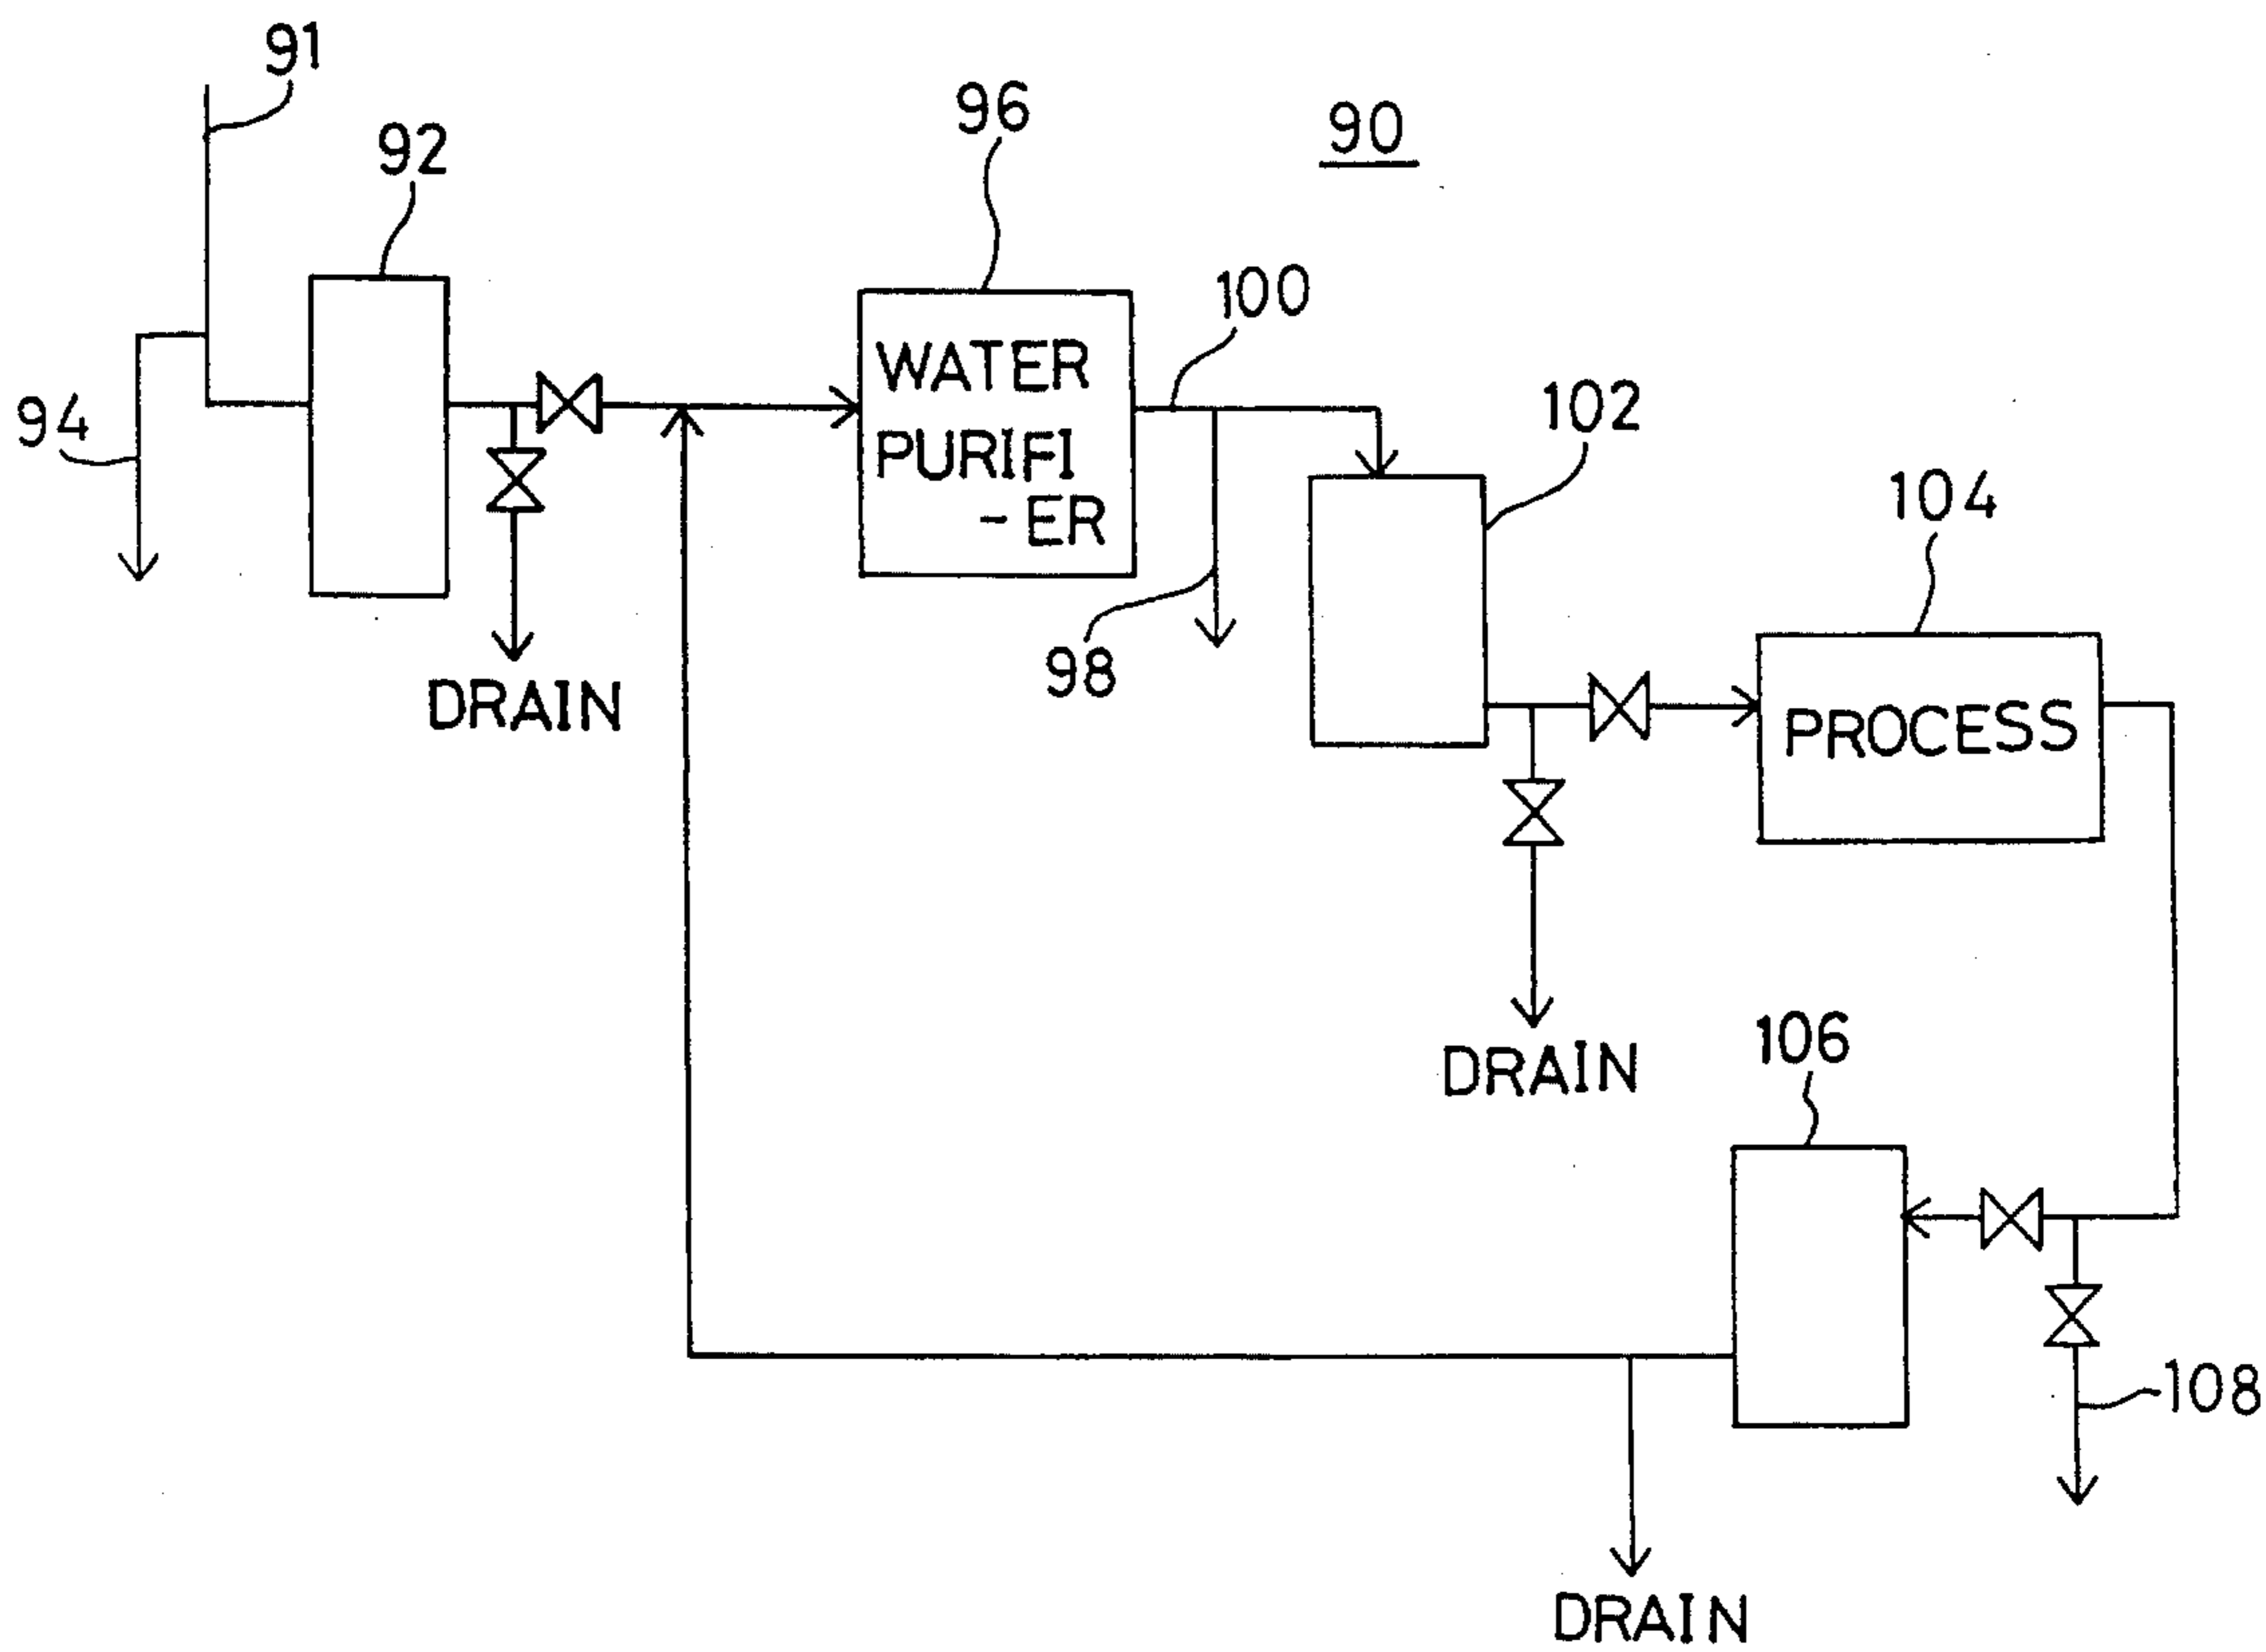 91
92
96
90
100
94
WATER
PURIFI
-ER
102
104
98
DRAIN
PROCESS
106
DRAIN
108
DRAIN